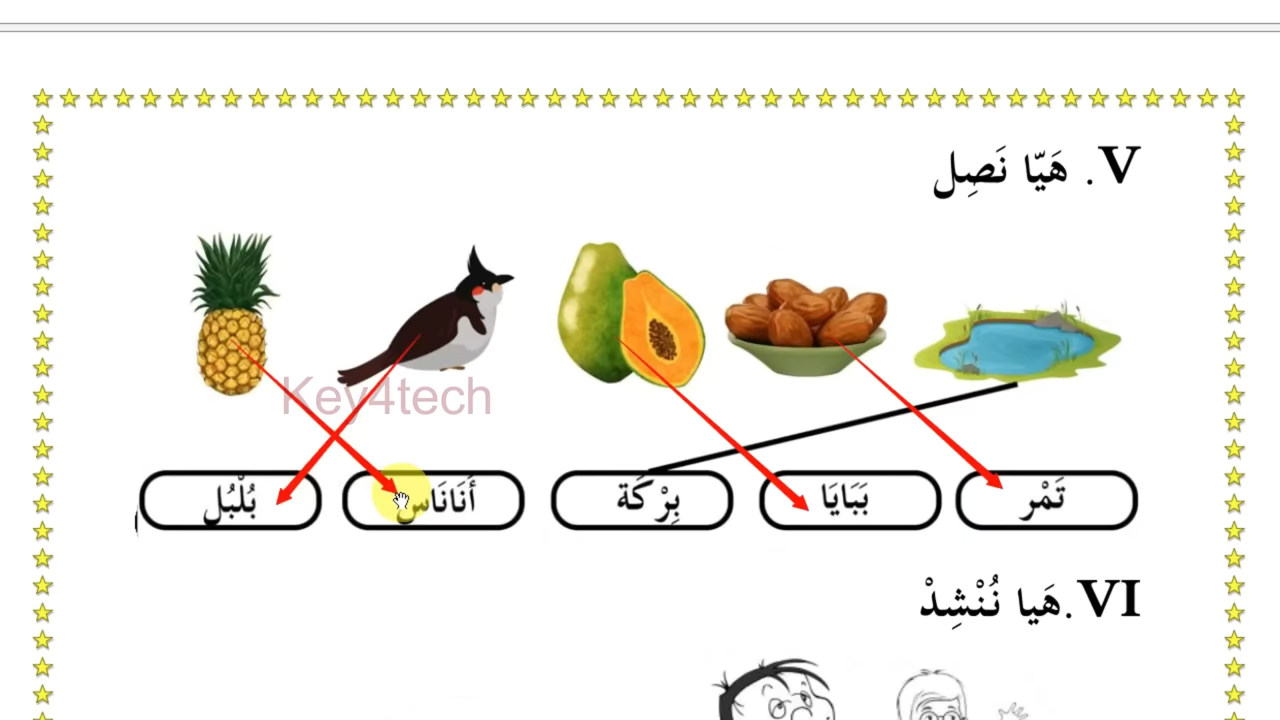 V. هَيّا نَصِل
Key4tech
تَمْر
بَبَايَا
بِرْكَة
أَنَانَاس
بُلْبُل
VI. هَيا نُنْشِدْ